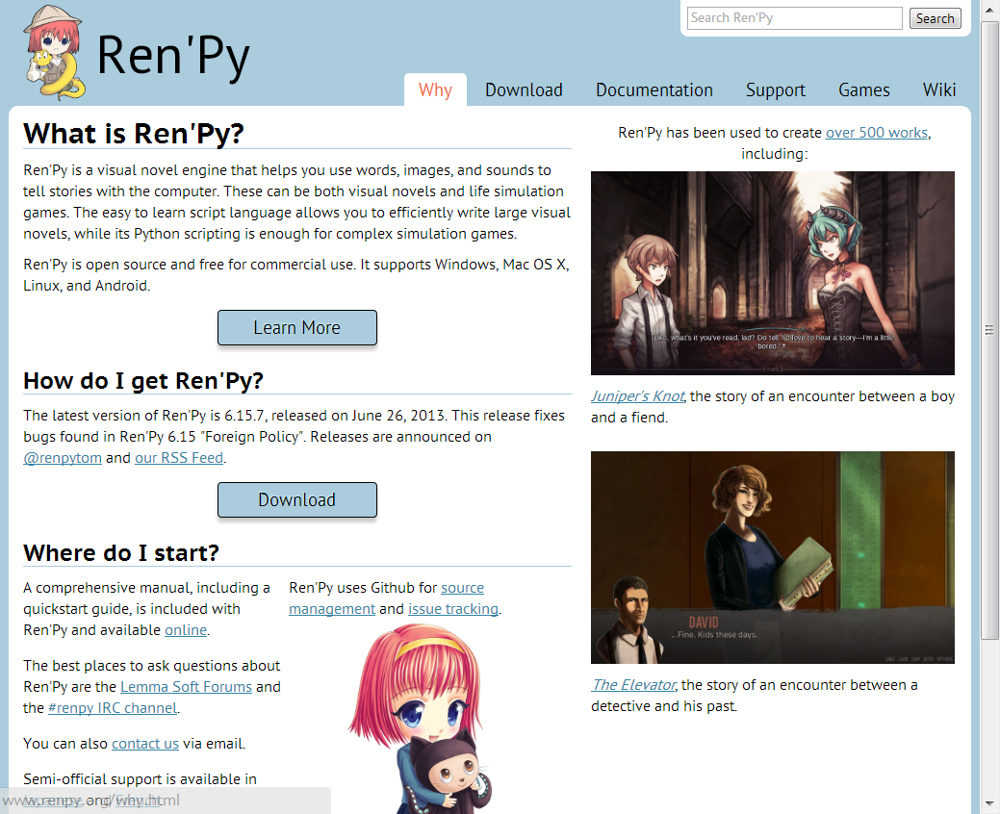 Search Ren'Py
Search
Ren'Py
Why
Download
Documentation
Support
Games
Wiki
What is Ren'Py?
Ren'Py is a visual novel engine that helps you use words, images, and sounds to
tell stories with the computer. These can be both visual novels and life simulation
games. The easy to learn script language allows you to efficiently write large visual
novels, while its Python scripting is enough for complex simulation games.
Ren'Py is open source and free for commercial use. It supports Windows, Mac OS X,
Linux, and Android.
Learn More
How do I get Ren'Py?
The latest version of Ren'Py is 6.15.7, released on June 26, 2013. This release fixes
bugs found in Ren'Py 6.15 "Foreign Policy". Releases are announced on
@renpytom and our RSS Feed.
Download
Where do I start?
A comprehensive manual, including a
quickstart guide, is included with
Ren'Py and available online.
The best places to ask questions about
Ren'Py are the Lemma Soft Forums and
the #renpy IRC channel.
You can also contact us via email.
Semi-official support is available in
www.renpy.org/why.html
Ren'Py uses Github for source
management and issue tracking.
Ren'Py has been used to create over 500 works,
including:
"Like, what's it you've read, lad? Do tell. I'd love to hear a story—I'm a little
bored."
Juniper's Knot, the story of an encounter between a boy
and a fiend.
DAVID
...Fine. Kids these days.
SAVE LOAD SKIP AUTO OPTIONS
The Elevator, the story of an encounter between a
detective and his past.